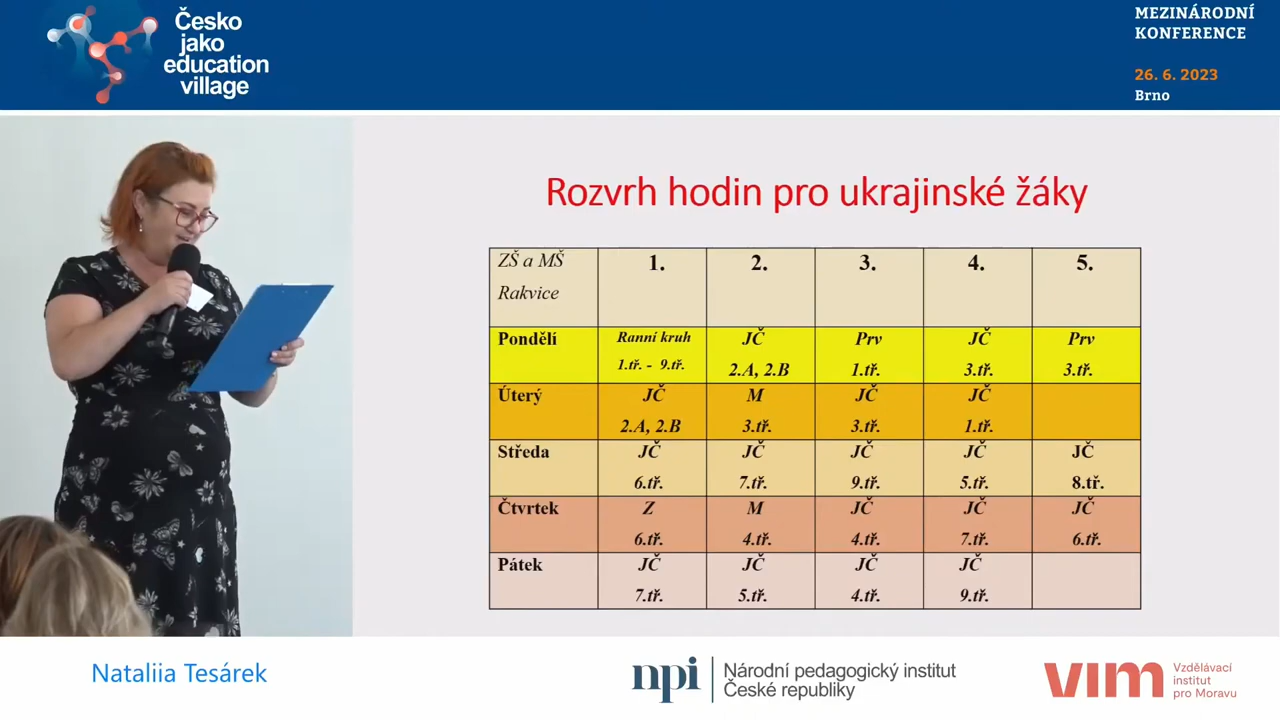 Česko
jako
education
village
MEZINÁRODNÍ
KONFERENCE
26. 6. 2023
Brno
Rozvrh hodin pro ukrajinské žáky
ZŠ a MŠ
Rakvice
1.
2.
3.
4.
5.
Pondělí
Ranní kruh
1.tř. - 9.tř.
JČ
2.A, 2.B
Prv
1.tř.
JČ
3.tř.
Prv
3.tř.
Úterý
JČ
2.A, 2.B
M
3.tř.
JČ
3.tř.
JČ
1.tř.
Středa
JČ
6.tř.
JČ
7.tř.
JČ
9.tř.
JČ
5.tř.
JČ
8.tř.
Čtvrtek
Z
6.tř.
M
4.tř.
JČ
4.tř.
JČ
7.tř.
JČ
6.tř.
Pátek
JČ
7.tř.
JČ
5.tř.
JČ
4.tř.
JČ
9.tř.
Nataliia Tesárek
npi
Národní pedagogický institut
České republiky
vim
Vzdělávací
institut
pro Moravu